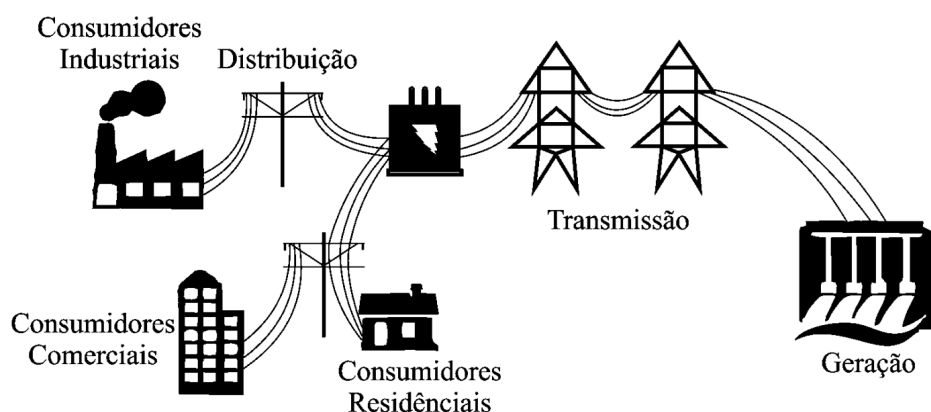 Consumidores
Industriais
Distribuição
Transmissão
Geração
Consumidores
Comerciais
Consumidores
Residênciais